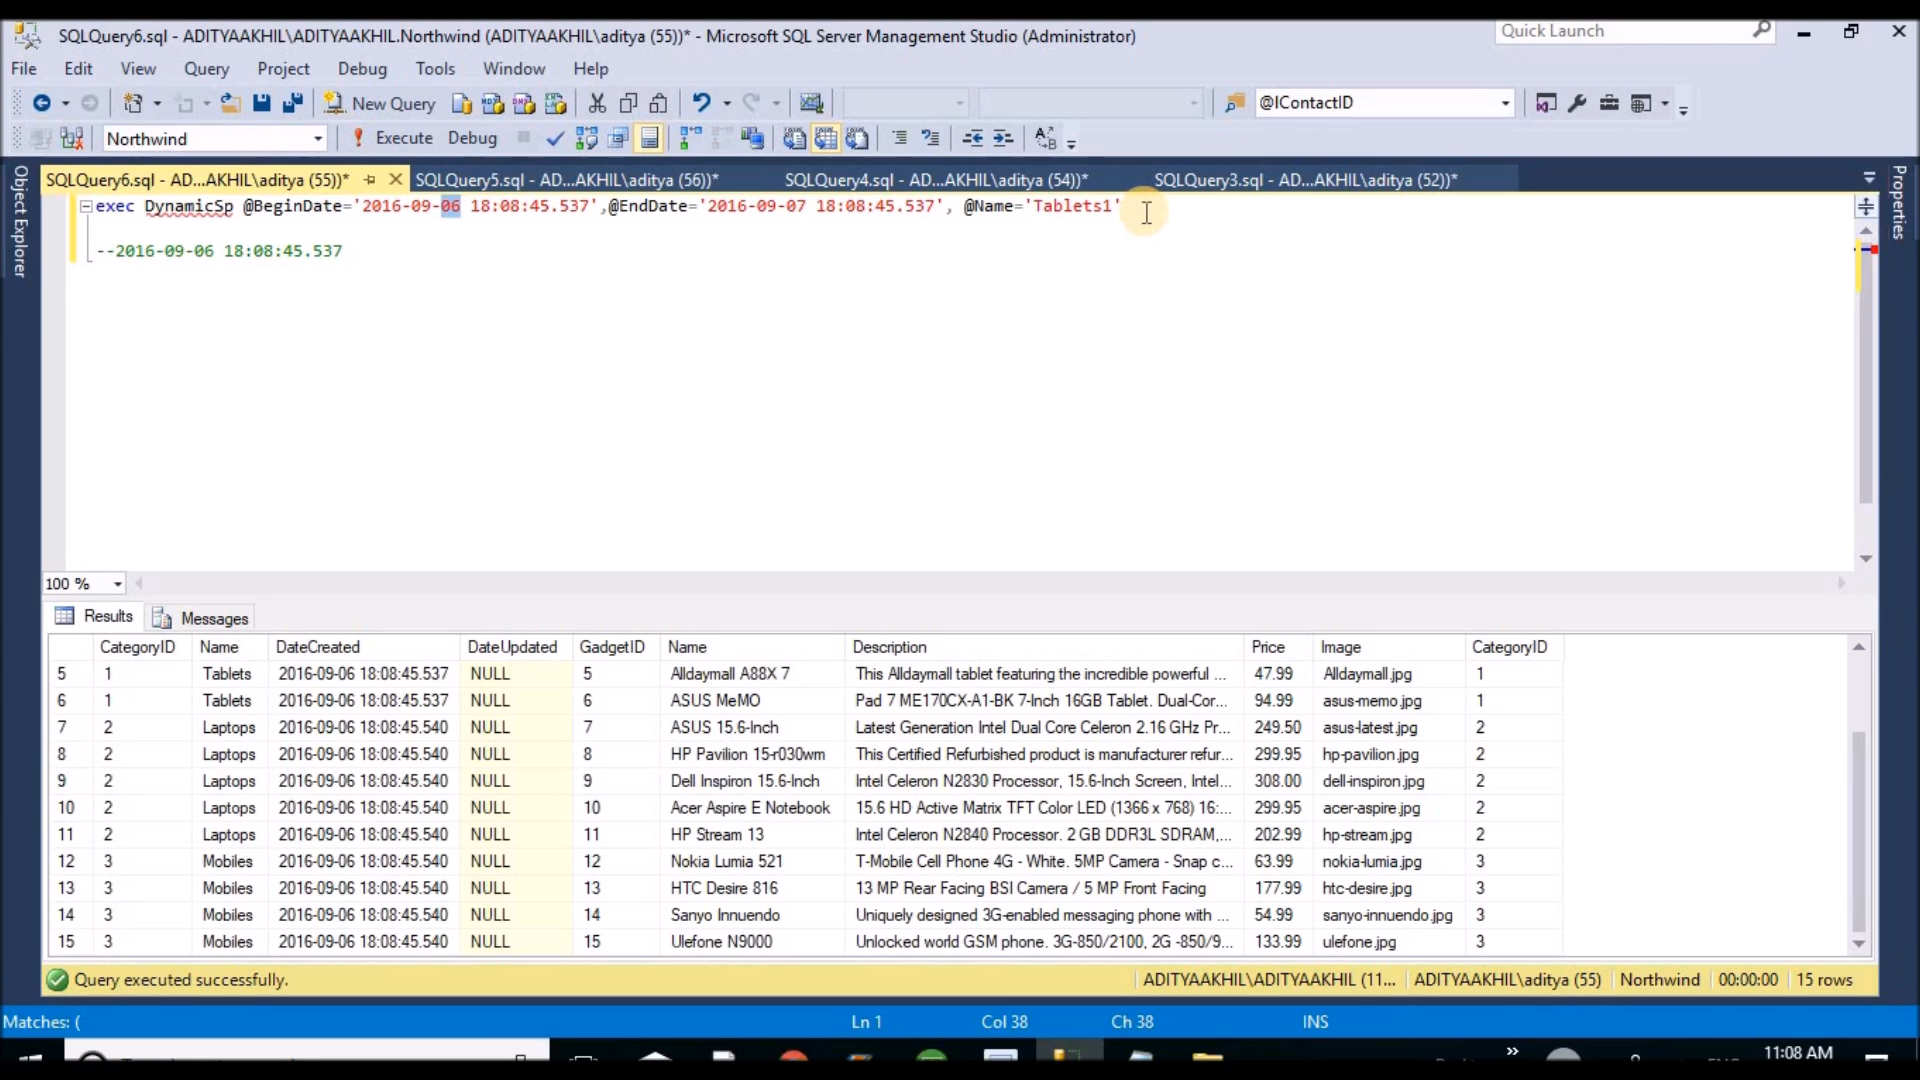 SQLQuery6.sql - ADITYAAKHIL\ADITYAAKHIL.Northwind (ADITYAAKHIL\aditya (55))* - Microsoft SQL Server Management Studio (Administrator)
Quick Launch
File Edit View Query Project Debug Tools Window Help
New Query @IContactID
Northwind Execute Debug
SQLQuery6.sql - AD...AKHIL\aditya (55))* SQLQuery5.sql - AD...AKHIL\aditya (56))* SQLQuery4.sql - AD...AKHIL\aditya (54))* SQLQuery3.sql - AD...AKHIL\aditya (52))*
Object Explorer
Properties
exec DynamicSp @BeginDate='2016-09-06 18:08:45.537',@EndDate='2016-09-07 18:08:45.537', @Name='Tablets1'
--2016-09-06 18:08:45.537
100 %
Results Messages
CategoryID Name DateCreated DateUpdated GadgetID Name Description Price Image CategoryID
5 1 Tablets 2016-09-06 18:08:45.537 NULL 5 Alldaymall A88X 7 This Alldaymall tablet featuring the incredible powerful ... 47.99 Alldaymall.jpg 1
6 1 Tablets 2016-09-06 18:08:45.537 NULL 6 ASUS MeMO Pad 7 ME170CX-A1-BK 7-Inch 16GB Tablet. Dual-Cor... 94.99 asus-memo.jpg 1
7 2 Laptops 2016-09-06 18:08:45.540 NULL 7 ASUS 15.6-Inch Latest Generation Intel Dual Core Celeron 2.16 GHz Pr... 249.50 asus-latest.jpg 2
8 2 Laptops 2016-09-06 18:08:45.540 NULL 8 HP Pavilion 15-r030wm This Certified Refurbished product is manufacturer refur... 299.95 hp-pavilion.jpg 2
9 2 Laptops 2016-09-06 18:08:45.540 NULL 9 Dell Inspiron 15.6-Inch Intel Celeron N2830 Processor, 15.6-Inch Screen, Intel... 308.00 dell-inspiron.jpg 2
10 2 Laptops 2016-09-06 18:08:45.540 NULL 10 Acer Aspire E Notebook 15.6 HD Active Matrix TFT Color LED (1366 x 768) 16:... 299.95 acer-aspire.jpg 2
11 2 Laptops 2016-09-06 18:08:45.540 NULL 11 HP Stream 13 Intel Celeron N2840 Processor. 2 GB DDR3L SDRAM,... 202.99 hp-stream.jpg 2
12 3 Mobiles 2016-09-06 18:08:45.540 NULL 12 Nokia Lumia 521 T-Mobile Cell Phone 4G - White. 5MP Camera - Snap c... 63.99 nokia-lumia.jpg 3
13 3 Mobiles 2016-09-06 18:08:45.540 NULL 13 HTC Desire 816 13 MP Rear Facing BSI Camera / 5 MP Front Facing 177.99 htc-desire.jpg 3
14 3 Mobiles 2016-09-06 18:08:45.540 NULL 14 Sanyo Innuendo Uniquely designed 3G-enabled messaging phone with ... 54.99 sanyo-innuendo.jpg 3
15 3 Mobiles 2016-09-06 18:08:45.540 NULL 15 Ulefone N9000 Unlocked world GSM phone. 3G-850/2100, 2G -850/9... 133.99 ulefone.jpg 3
Query executed successfully. ADITYAAKHIL\ADITYAAKHIL (11... ADITYAAKHIL\aditya (55) Northwind 00:00:00 15 rows
Matches: ( Ln 1 Col 38 Ch 38 INS
11:08 AM